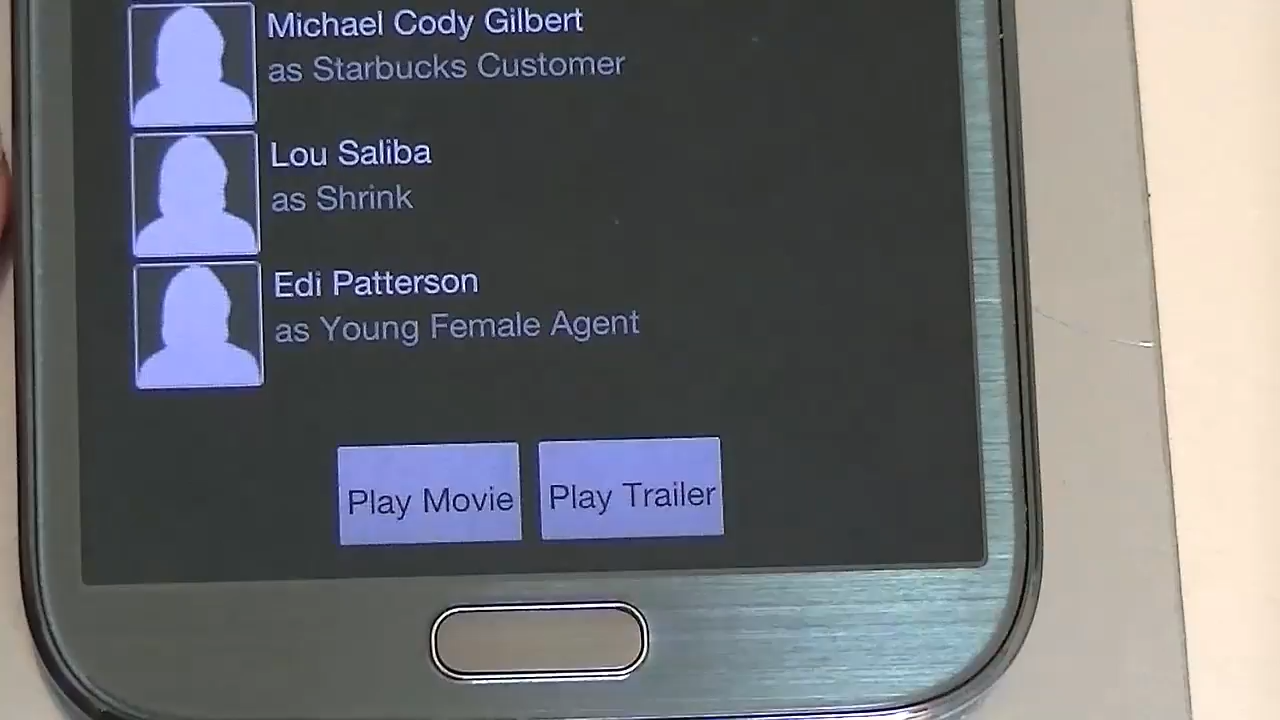 Michael Cody Gilbert
as Starbucks Customer
Lou Saliba
as Shrink
Edi Patterson
as Young Female Agent
Play Movie
Play Trailer